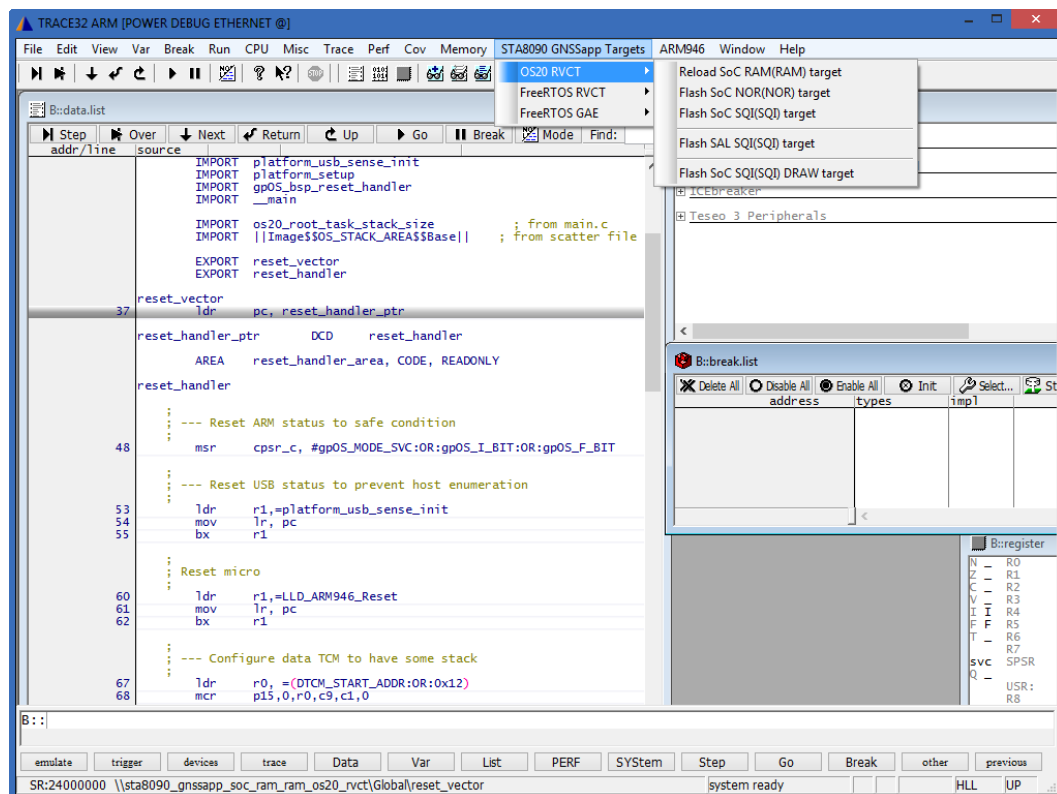 TRACE32 ARM [POWER DEBUG ETHERNET @]
File Edit View Var Break Run CPU Misc Trace Perf Cov Memory STA8090 GNSSapp Targets ARM946 Window Help
OS20 RVCT
FreeRTOS RVCT
FreeRTOS GAE
Reload SoC RAM(RAM) target
Flash SoC NOR(NOR) target
Flash SoC SQI(SQI) target
Flash SAL SQI(SQI) target
Flash SoC SQI(SQI) DRAW target
B::data.list
Step Over Next Return Up Go Break Mode Find:
addr/line source
IMPORT platform_usb_sense_init
IMPORT platform_setup
IMPORT gpOS_bsp_reset_handler
IMPORT __main
IMPORT os20_root_task_stack_size ; from main.c
IMPORT ||Image$$OS_STACK_AREA$$Base|| ; from scatter file
EXPORT reset_vector
EXPORT reset_handler
reset_vector
37 ldr pc, reset_handler_ptr
reset_handler_ptr DCD reset_handler
AREA reset_handler_area, CODE, READONLY
reset_handler
;
; --- Reset ARM status to safe condition
;
48 msr cpsr_c, #gpOS_MODE_SVC:OR:gpOS_I_BIT:OR:gpOS_F_BIT
;
; --- Reset USB status to prevent host enumeration
;
53 ldr r1,=platform_usb_sense_init
54 mov lr, pc
55 bx r1
;
; Reset micro
;
60 ldr r1,=LLD_ARM946_Reset
61 mov lr, pc
62 bx r1
;
; --- Configure data TCM to have some stack
;
67 ldr r0, =(DTCM_START_ADDR:OR:0x12)
68 mcr p15,0,r0,c9,c1,0
ICEbreaker
Teseo 3 Peripherals
B::break.list
Delete All Disable All Enable All Init Select... St
address types impl
B::register
N _ R0
Z _ R1
C _ R2
V _ R3
I I R4
F F R5
T _ R6
R7
svc SPSR
Q _
USR:
R8
B::
emulate trigger devices trace Data Var List PERF SYStem Step Go Break other previous
SR:24000000 \\sta8090_gnssapp_soc_ram_ram_os20_rvct\Global\reset_vector system ready HLL UP